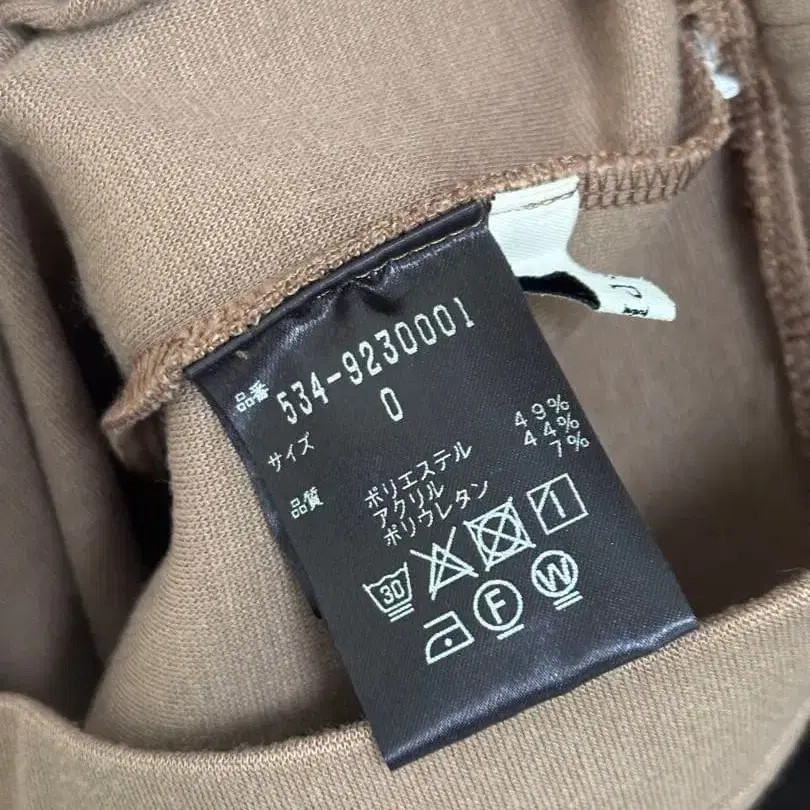 品番 534-9230001
サイズ 0
品質 ポリエステル 49%
アクリル 44%
ポリウレタン 7%
30
F W